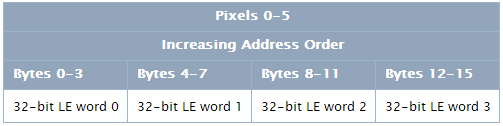 Pixels 0-5
Increasing Address Order
Bytes 0-3 Bytes 4-7 Bytes 8-11 Bytes 12-15
32-bit LE word 0 32-bit LE word 1 32-bit LE word 2 32-bit LE word 3